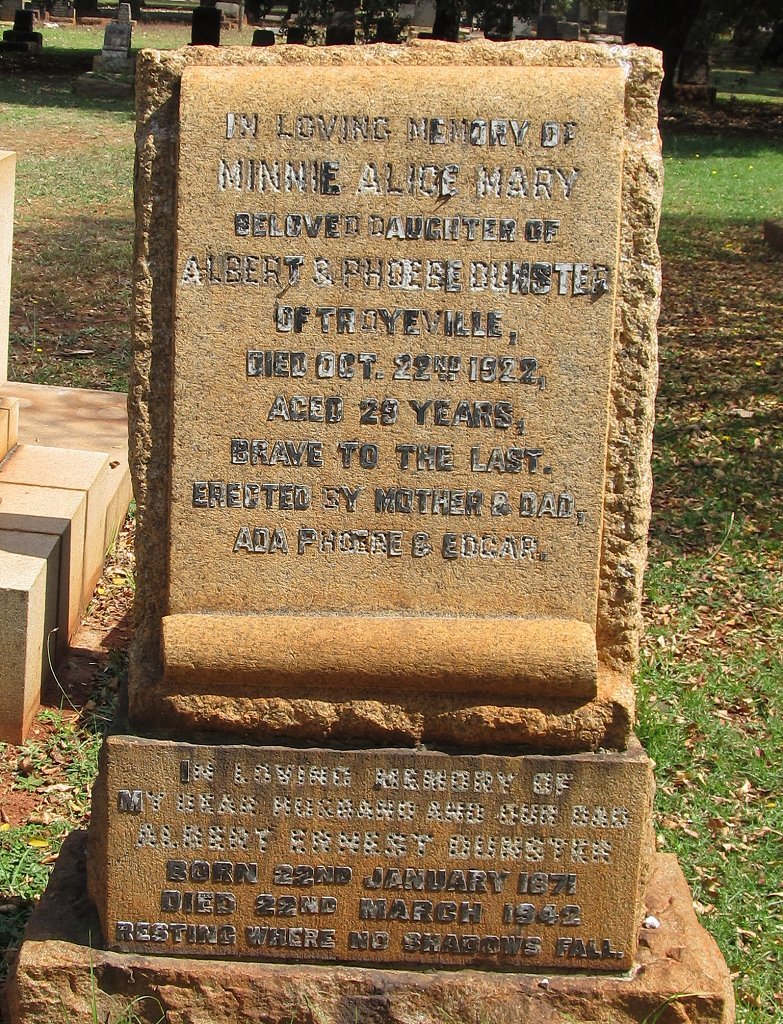 IN LOVING MEMORY OF
MINNIE ALICE MARY
BELOVED DAUGHTER OF
ALBERT & PHOEBE DUNSTER
OF TROYEVILLE,
DIED OCT. 22ND 1922,
AGED 29 YEARS,
BRAVE TO THE LAST.
ERECTED BY MOTHER & DAD,
ADA PHOEBE & EDGAR.
IN LOVING MEMORY OF
MY DEAR HUSBAND AND OUR DAD
ALBERT ERNEST DUNSTER
BORN 22ND JANUARY 1871
DIED 22ND MARCH 1942
RESTING WHERE NO SHADOWS FALL.